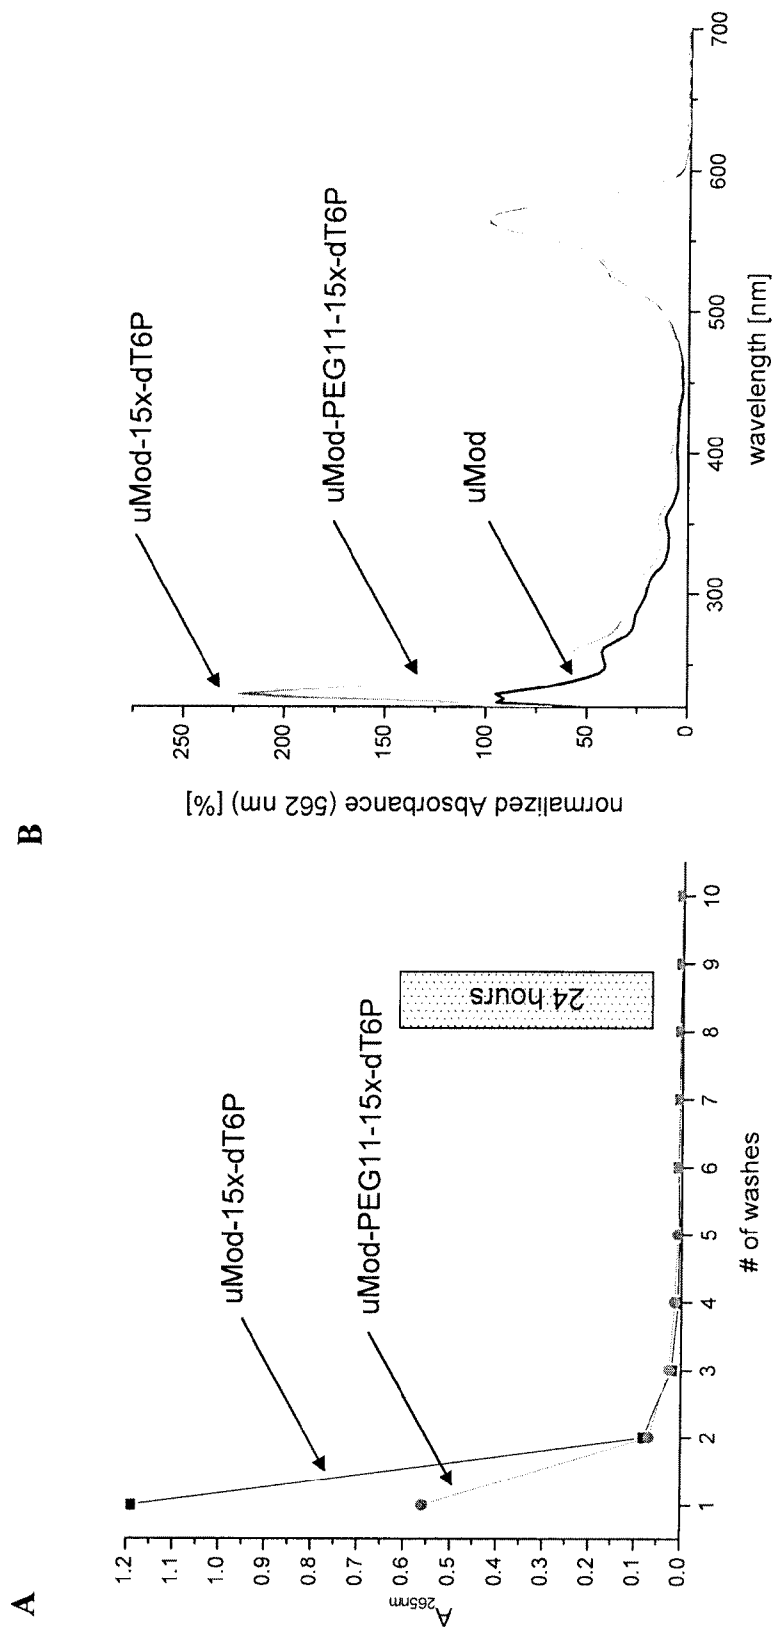 A
uMod-15x-dT6P
uMod-PEG11-15x-dT6P
24 hours
1.2
1.1
1.0
0.9
0.8
0.7
0.6
0.5
0.4
0.3
0.2
0.1
0.0
A265nm
1 2 3 4 5 6 7 8 9 10
# of washes
B
uMod-15x-dT6P
uMod-PEG11-15x-dT6P
uMod
250
200
150
100
50
0
normalized Absorbance (562 nm) [%]
300 400 500 600 700
wavelength [nm]